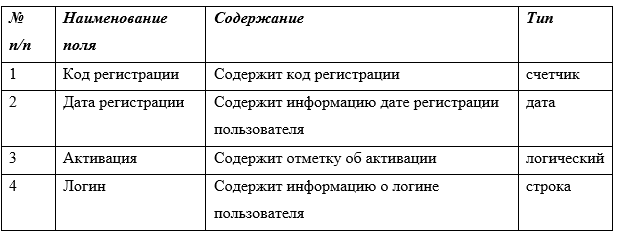 № Наименование Содержание Тип
п/п поля
1 Код регистрации Содержит код регистрации счетчик
2 Дата регистрации Содержит информацию дате регистрации дата
пользователя
3 Активация Содержит отметку об активации логический
4 Логин Содержит информацию о логине строка
пользователя